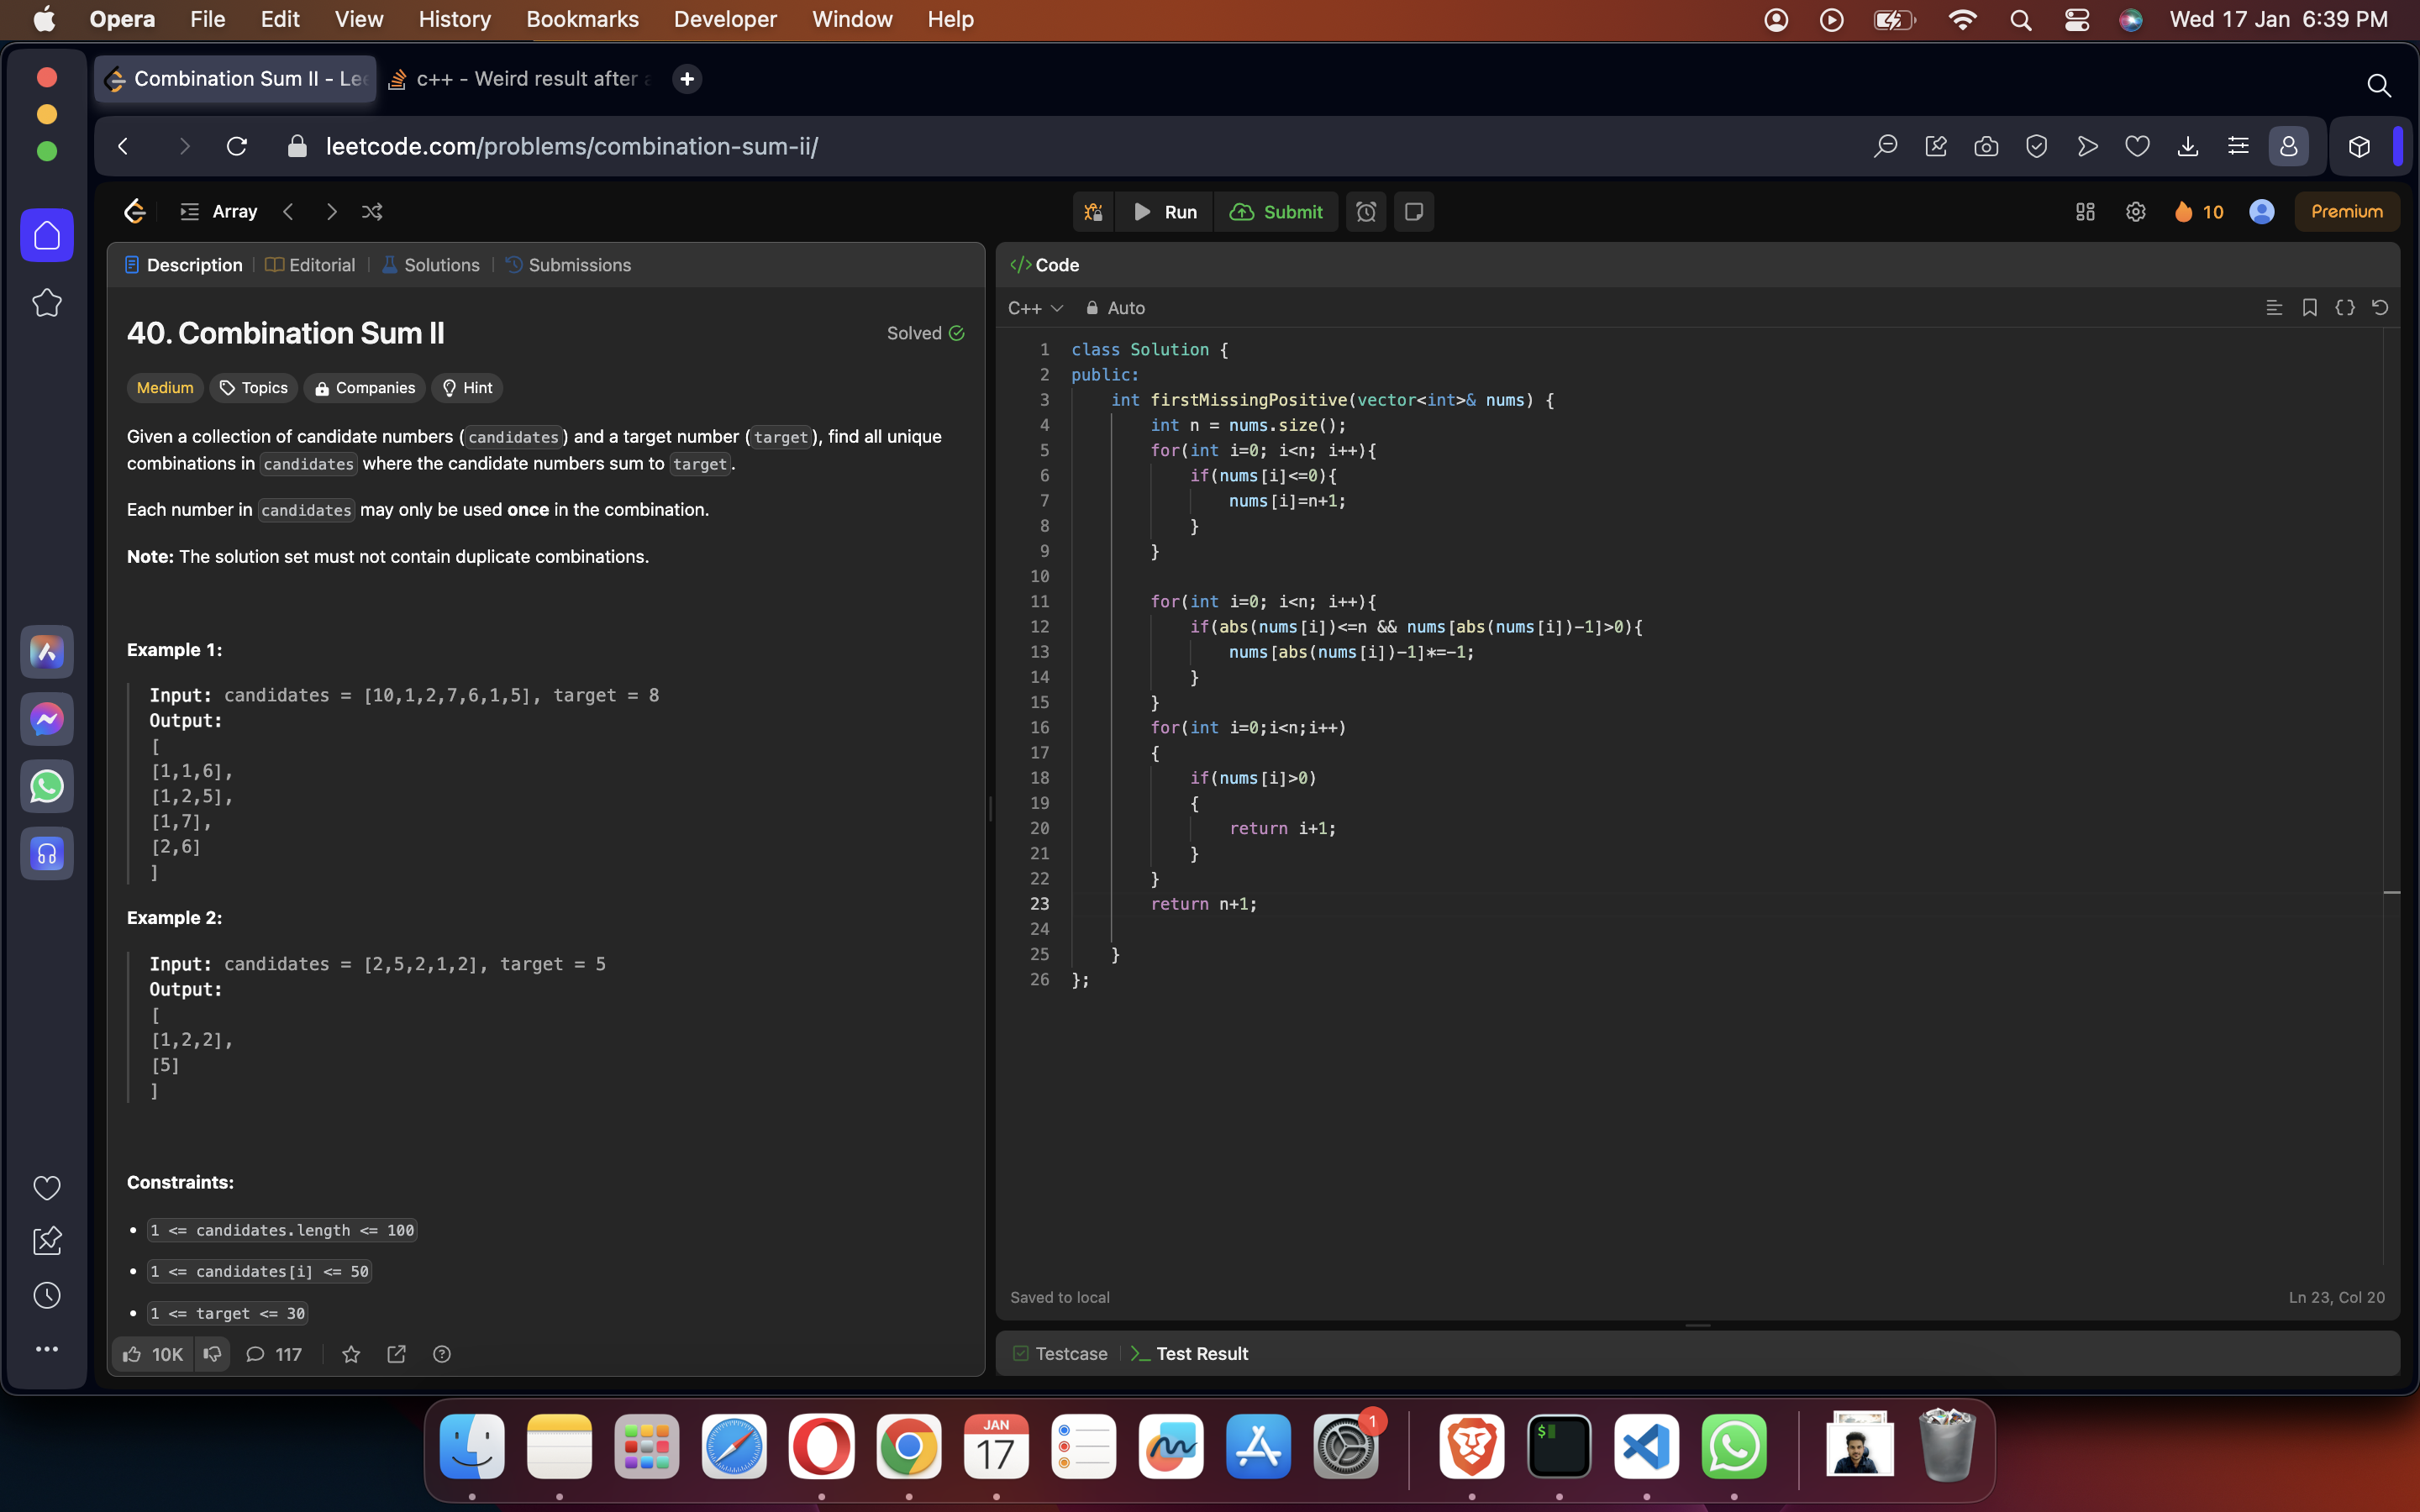 Opera File Edit View History Bookmarks Developer Window Help Wed 17 Jan 6:39 PM
Combination Sum II - Lee c++ - Weird result after a
leetcode.com/problems/combination-sum-ii/
Array Run Submit 10 Premium
Description Editorial Solutions Submissions
40. Combination Sum II Solved
Medium Topics Companies Hint
Given a collection of candidate numbers (candidates) and a target number (target), find all unique
combinations in candidates where the candidate numbers sum to target.
Each number in candidates may only be used once in the combination.
Note: The solution set must not contain duplicate combinations.
Example 1:
Input: candidates = [10,1,2,7,6,1,5], target = 8
Output:
[
[1,1,6],
[1,2,5],
[1,7],
[2,6]
]
Example 2:
Input: candidates = [2,5,2,1,2], target = 5
Output:
[
[1,2,2],
[5]
]
Constraints:
• 1 <= candidates.length <= 100
• 1 <= candidates[i] <= 50
• 1 <= target <= 30
10K 117
</> Code
C++ Auto
1 class Solution {
2 public:
3 int firstMissingPositive(vector<int>& nums) {
4 int n = nums.size();
5 for(int i=0; i<n; i++){
6 if(nums[i]<=0){
7 nums[i]=n+1;
8 }
9 }
10
11 for(int i=0; i<n; i++){
12 if(abs(nums[i])<=n && nums[abs(nums[i])-1]>0){
13 nums[abs(nums[i])-1]*=-1;
14 }
15 }
16 for(int i=0;i<n;i++)
17 {
18 if(nums[i]>0)
19 {
20 return i+1;
21 }
22 }
23 return n+1;
24
25 }
26 };
Saved to local Ln 23, Col 20
Testcase >_ Test Result
JAN
17
1
$